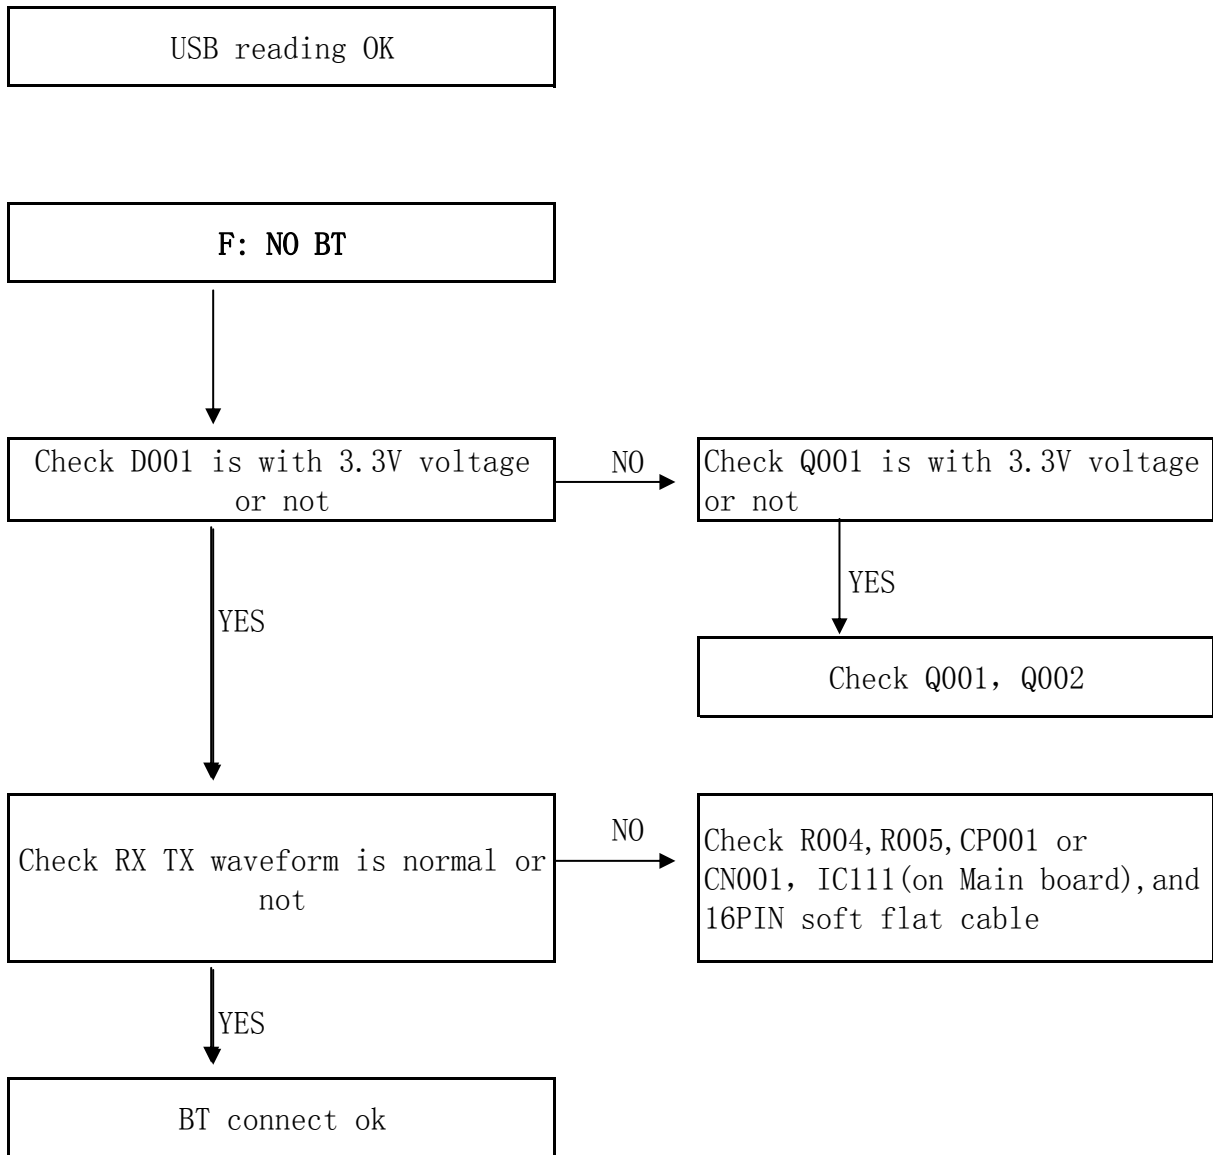 USB reading OK
F: NO BT
Check D001 is with 3.3V voltage
or not
NO
Check Q001 is with 3.3V voltage
or not
YES
YES
Check Q001, Q002
Check RX TX waveform is normal or
not
NO
Check R004,R005,CP001 or
CN001, IC111(on Main board),and
16PIN soft flat cable
YES
BT connect ok